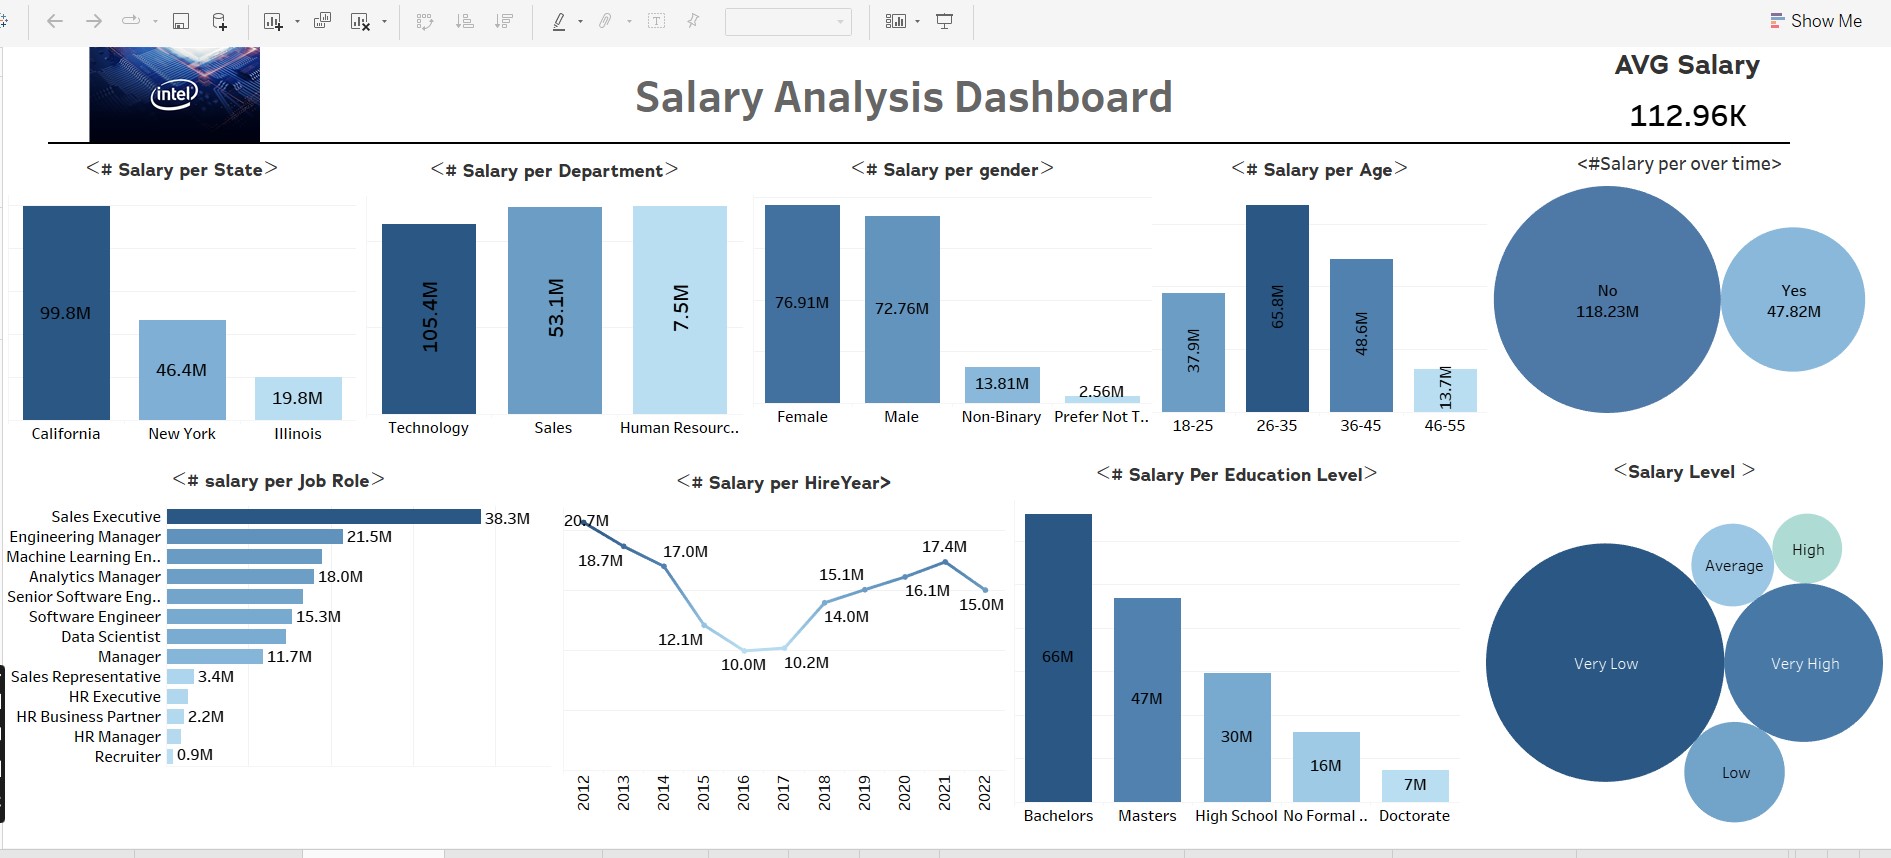 Show Me
intel
Salary Analysis Dashboard
AVG Salary
112.96K
<# Salary per State>
99.8M
46.4M
19.8M
California
New York
Illinois
<# Salary per Department>
105.4M
53.1M
7.5M
Technology
Sales
Human Resourc..
<# Salary per gender>
76.91M
72.76M
13.81M
2.56M
Female
Male
Non-Binary
Prefer Not T..
<# Salary per Age>
37.9M
65.8M
48.6M
13.7M
18-25
26-35
36-45
46-55
<#Salary per over time>
No
118.23M
Yes
47.82M
<# salary per Job Role>
Sales Executive 38.3M
Engineering Manager 21.5M
Machine Learning En..
Analytics Manager 18.0M
Senior Software Eng..
Software Engineer 15.3M
Data Scientist
Manager 11.7M
Sales Representative 3.4M
HR Executive
HR Business Partner 2.2M
HR Manager
Recruiter 0.9M
<# Salary per HireYear>
20.7M
18.7M
17.0M
12.1M
10.0M
10.2M
14.0M
15.1M
16.1M
17.4M
15.0M
2012
2013
2014
2015
2016
2017
2018
2019
2020
2021
2022
<# Salary Per Education Level>
66M
47M
30M
16M
7M
Bachelors
Masters
High School
No Formal ..
Doctorate
<Salary Level >
Average
High
Very Low
Very High
Low